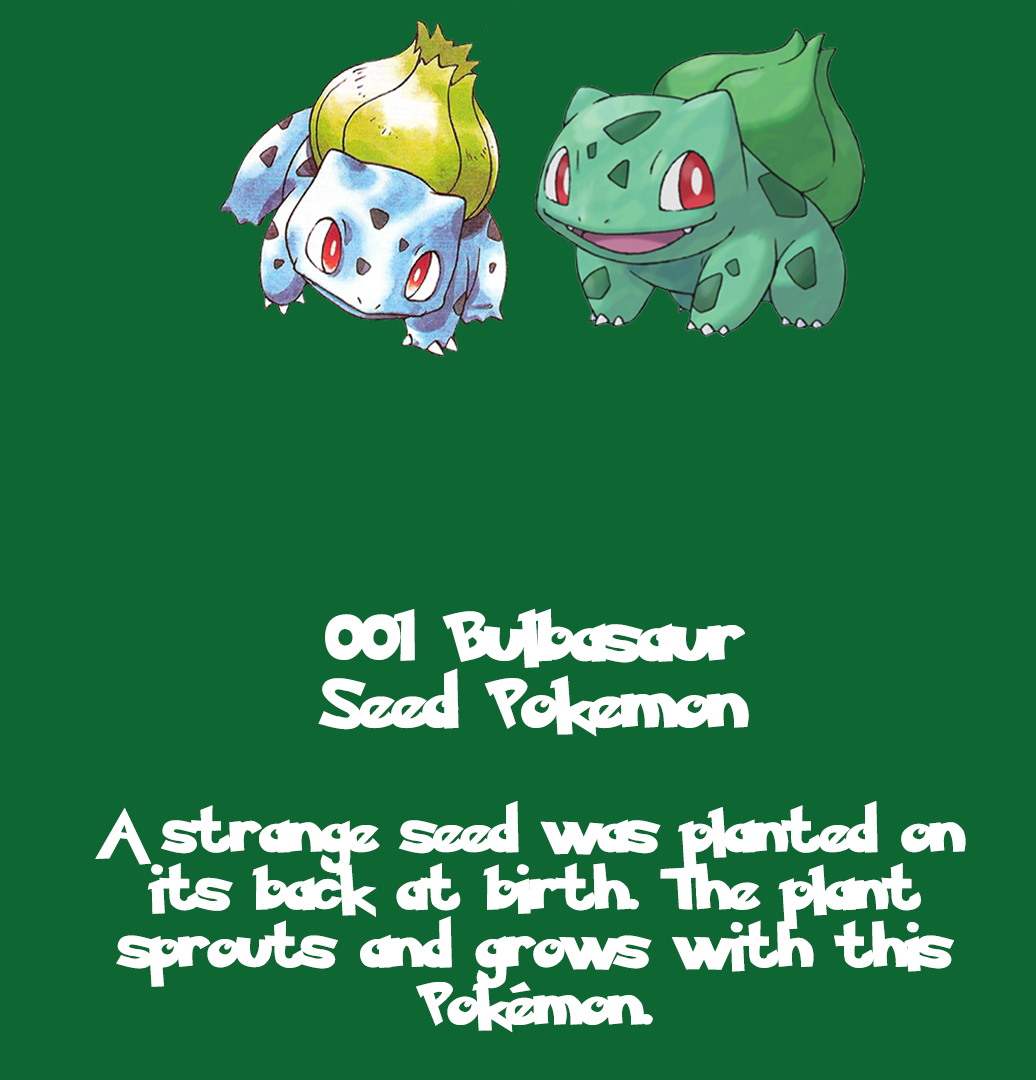 001 Bulbasaur
Seed Pokemon
A strange seed was planted on
its back at birth. The plant
sprouts and grows with this
Pokémon.